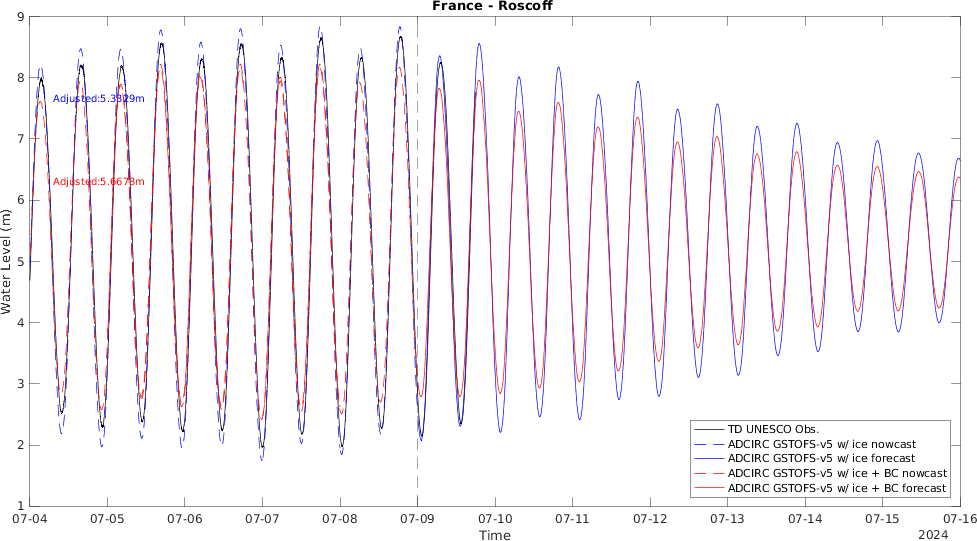 France - Roscoff
9
8
7
6
5
4
3
2
1
Water Level (m)
Adjusted:5.3329m
Adjusted:5.6673m
TD UNESCO Obs.
ADCIRC GSTOFS-v5 w/ ice nowcast
ADCIRC GSTOFS-v5 w/ ice forecast
ADCIRC GSTOFS-v5 w/ ice + BC nowcast
ADCIRC GSTOFS-v5 w/ ice + BC forecast
07-04 07-05 07-06 07-07 07-08 07-09 07-10 07-11 07-12 07-13 07-14 07-15 07-16
Time
2024